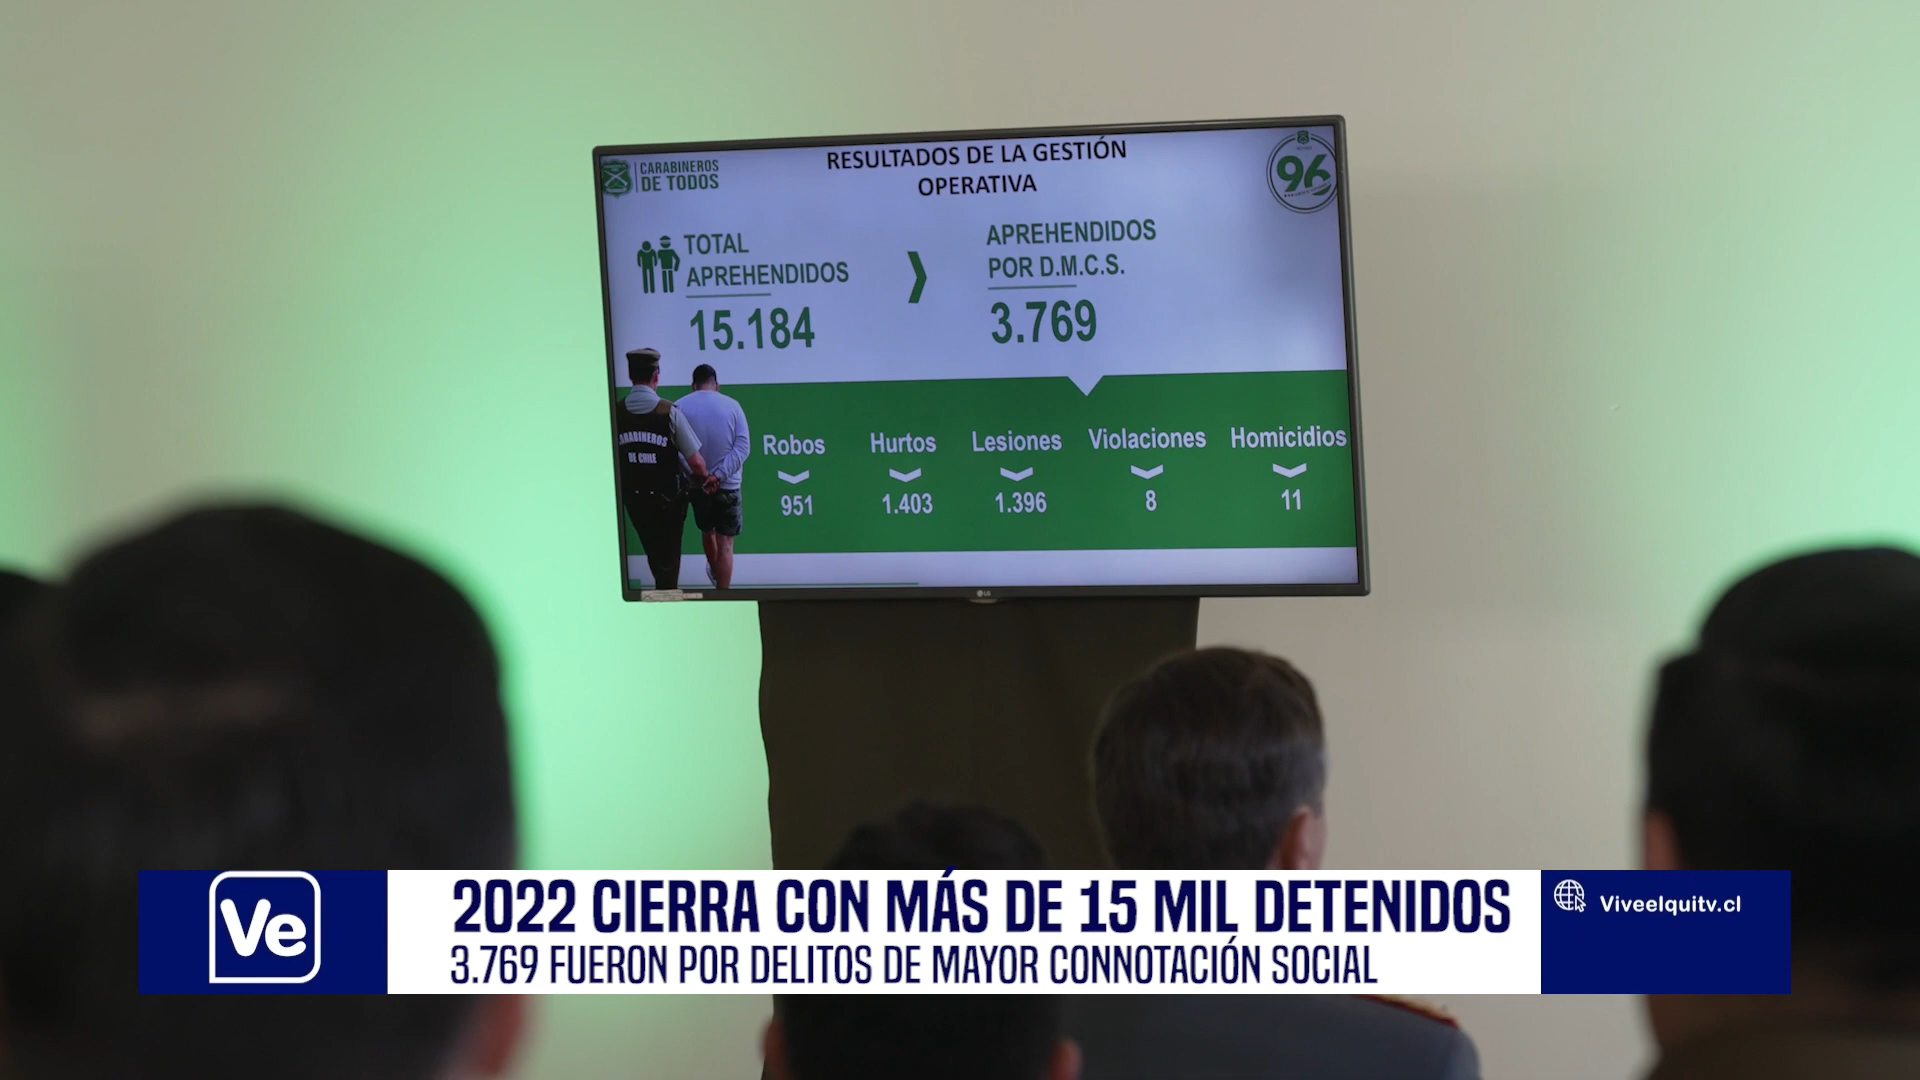 CARABINEROS
DE TODOS
RESULTADOS DE LA GESTIÓN
OPERATIVA
96
TOTAL
APREHENDIDOS
15.184
APREHENDIDOS
POR D.M.C.S.
3.769
CARABINEROS
DE CHILE
Robos
Hurtos
Lesiones
Violaciones
Homicidios
951
1.403
1.396
8
11
LG
Ve
2022 CIERRA CON MÁS DE 15 MIL DETENIDOS
3.769 FUERON POR DELITOS DE MAYOR CONNOTACIÓN SOCIAL
Viveelquitv.cl